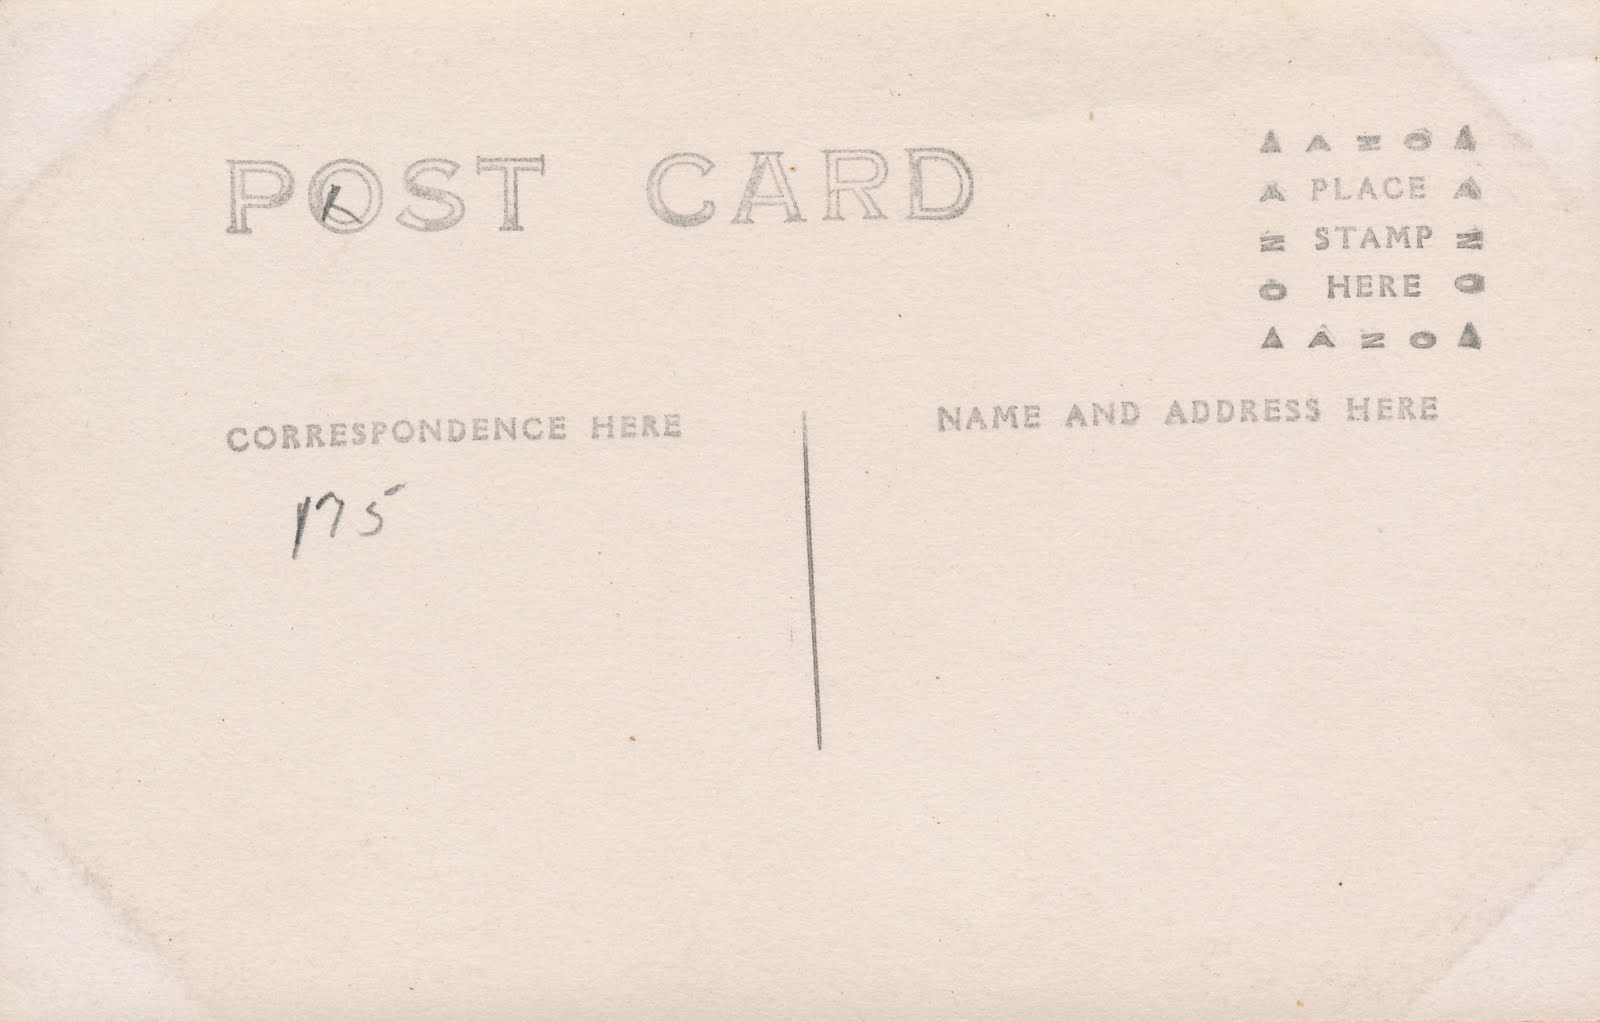 POST CARD
K
▲ A N O ▲
A PLACE A
Z STAMP Z
O HERE O
▲ A N O ▲
CORRESPONDENCE HERE
NAME AND ADDRESS HERE
175